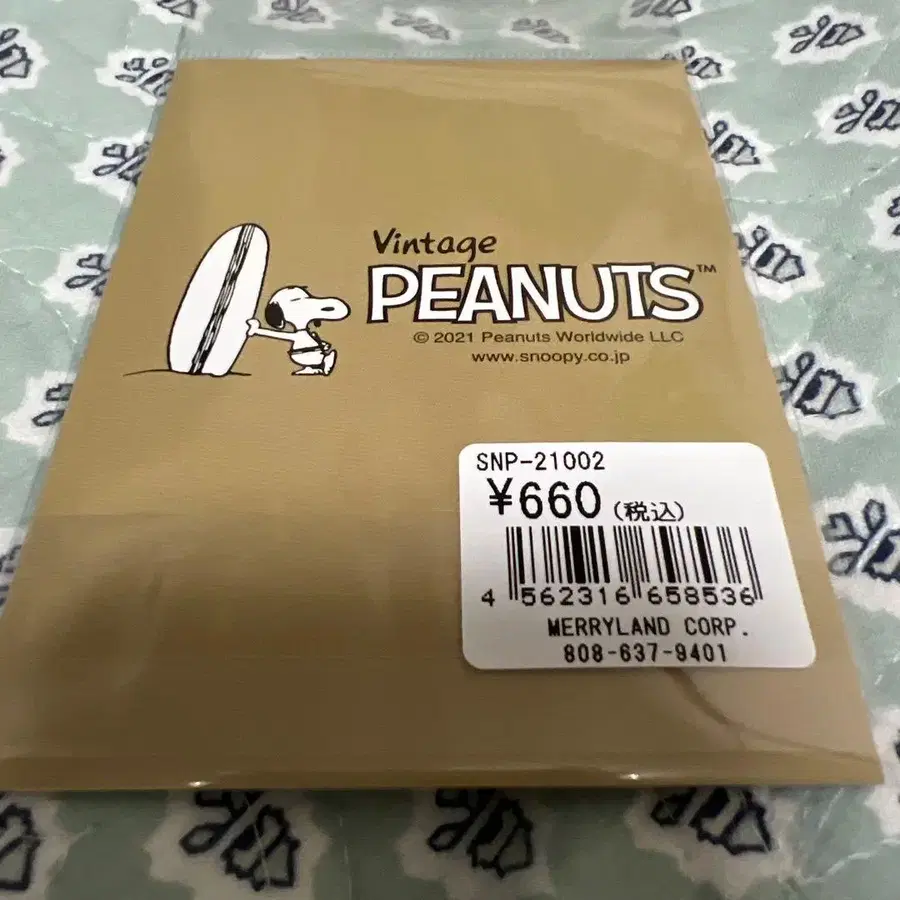 Vintage
PEANUTS™
© 2021 Peanuts Worldwide LLC
www.snoopy.co.jp
SNP-21002
¥660 (税込)
4 562316 658536
MERRYLAND CORP.
808-637-9401